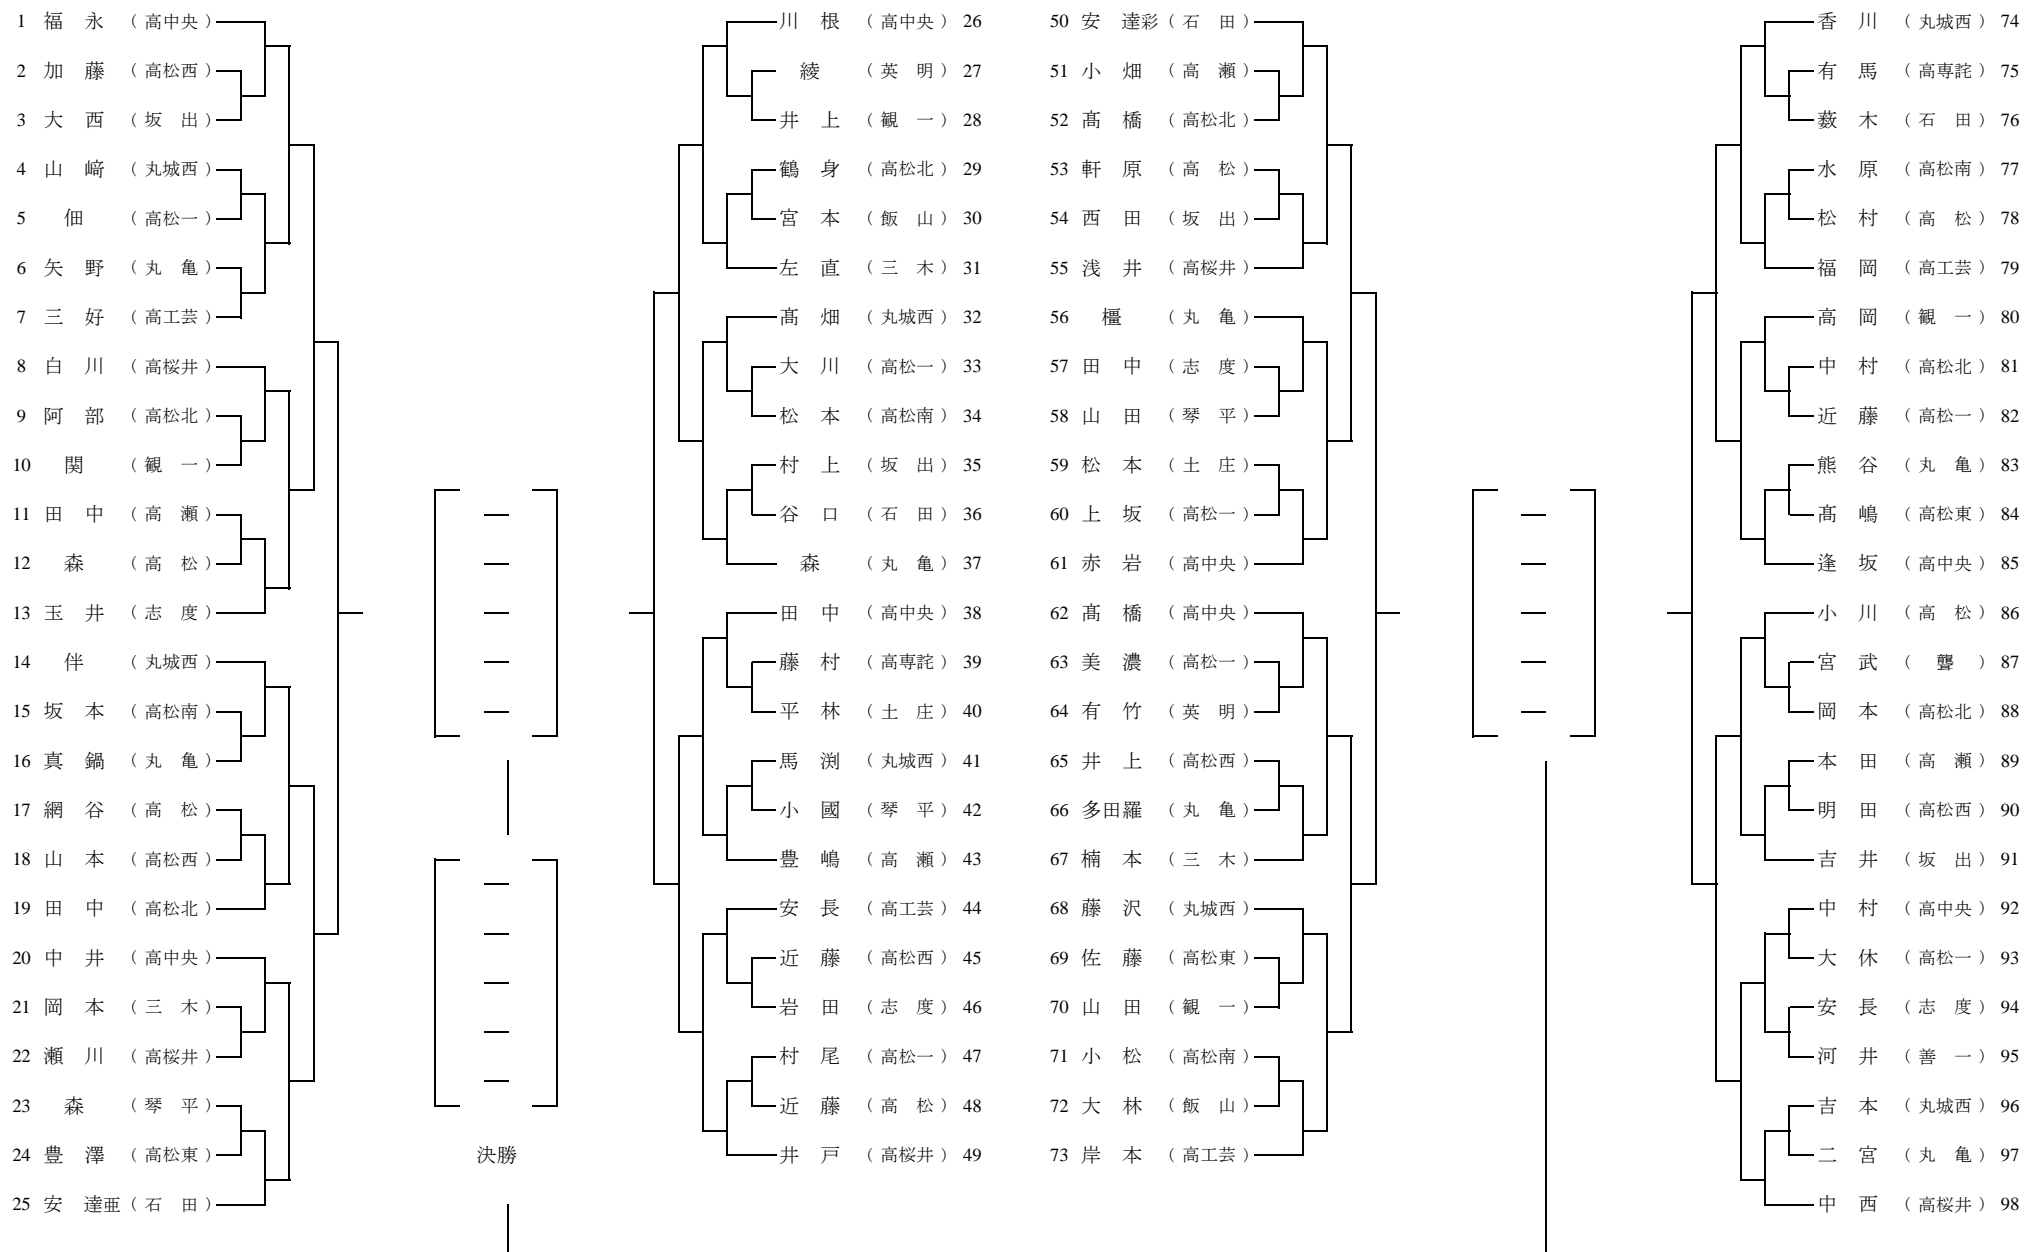 1 福永 (高中央)
2 加藤 (高松西)
3 大西 (坂出)
4 山﨑 (丸城西)
5 佃 (高松一)
6 矢野 (丸亀)
7 三好 (高工芸)
8 白川 (高桜井)
9 阿部 (高松北)
10 関 (観一)
11 田中 (高瀬)
12 森 (高松)
13 玉井 (志度)
14 伴 (丸城西)
15 坂本 (高松南)
16 真鍋 (丸亀)
17 網谷 (高松)
18 山本 (高松西)
19 田中 (高松北)
20 中井 (高中央)
21 岡本 (三木)
22 瀬川 (高桜井)
23 森 (琴平)
24 豊澤 (高松東)
25 安達亜 (石田)
決勝
川根 (高中央) 26
綾 (英明) 27
井上 (観一) 28
鶴身 (高松北) 29
宮本 (飯山) 30
左直 (三木) 31
髙畑 (丸城西) 32
大川 (高松一) 33
松本 (高松南) 34
村上 (坂出) 35
谷口 (石田) 36
森 (丸亀) 37
田中 (高中央) 38
藤村 (高専詫) 39
平林 (土庄) 40
馬渕 (丸城西) 41
小國 (琴平) 42
豊嶋 (高瀬) 43
安長 (高工芸) 44
近藤 (高松西) 45
岩田 (志度) 46
村尾 (高松一) 47
近藤 (高松) 48
井戸 (高桜井) 49
50 安達彩 (石田)
51 小畑 (高瀬)
52 髙橋 (高松北)
53 軒原 (高松)
54 西田 (坂出)
55 浅井 (高桜井)
56 橿 (丸亀)
57 田中 (志度)
58 山田 (琴平)
59 松本 (土庄)
60 上坂 (高松一)
61 赤岩 (高中央)
62 髙橋 (高中央)
63 美濃 (高松一)
64 有竹 (英明)
65 井上 (高松西)
66 多田羅 (丸亀)
67 楠本 (三木)
68 藤沢 (丸城西)
69 佐藤 (高松東)
70 山田 (観一)
71 小松 (高松南)
72 大林 (飯山)
73 岸本 (高工芸)
香川 (丸城西) 74
有馬 (高専詫) 75
薮木 (石田) 76
水原 (高松南) 77
松村 (高松) 78
福岡 (高工芸) 79
高岡 (観一) 80
中村 (高松北) 81
近藤 (高松一) 82
熊谷 (丸亀) 83
髙嶋 (高松東) 84
逢坂 (高中央) 85
小川 (高松) 86
宮武 (聾) 87
岡本 (高松北) 88
本田 (高瀬) 89
明田 (高松西) 90
吉井 (坂出) 91
中村 (高中央) 92
大休 (高松一) 93
安長 (志度) 94
河井 (善一) 95
吉本 (丸城西) 96
二宮 (丸亀) 97
中西 (高桜井) 98